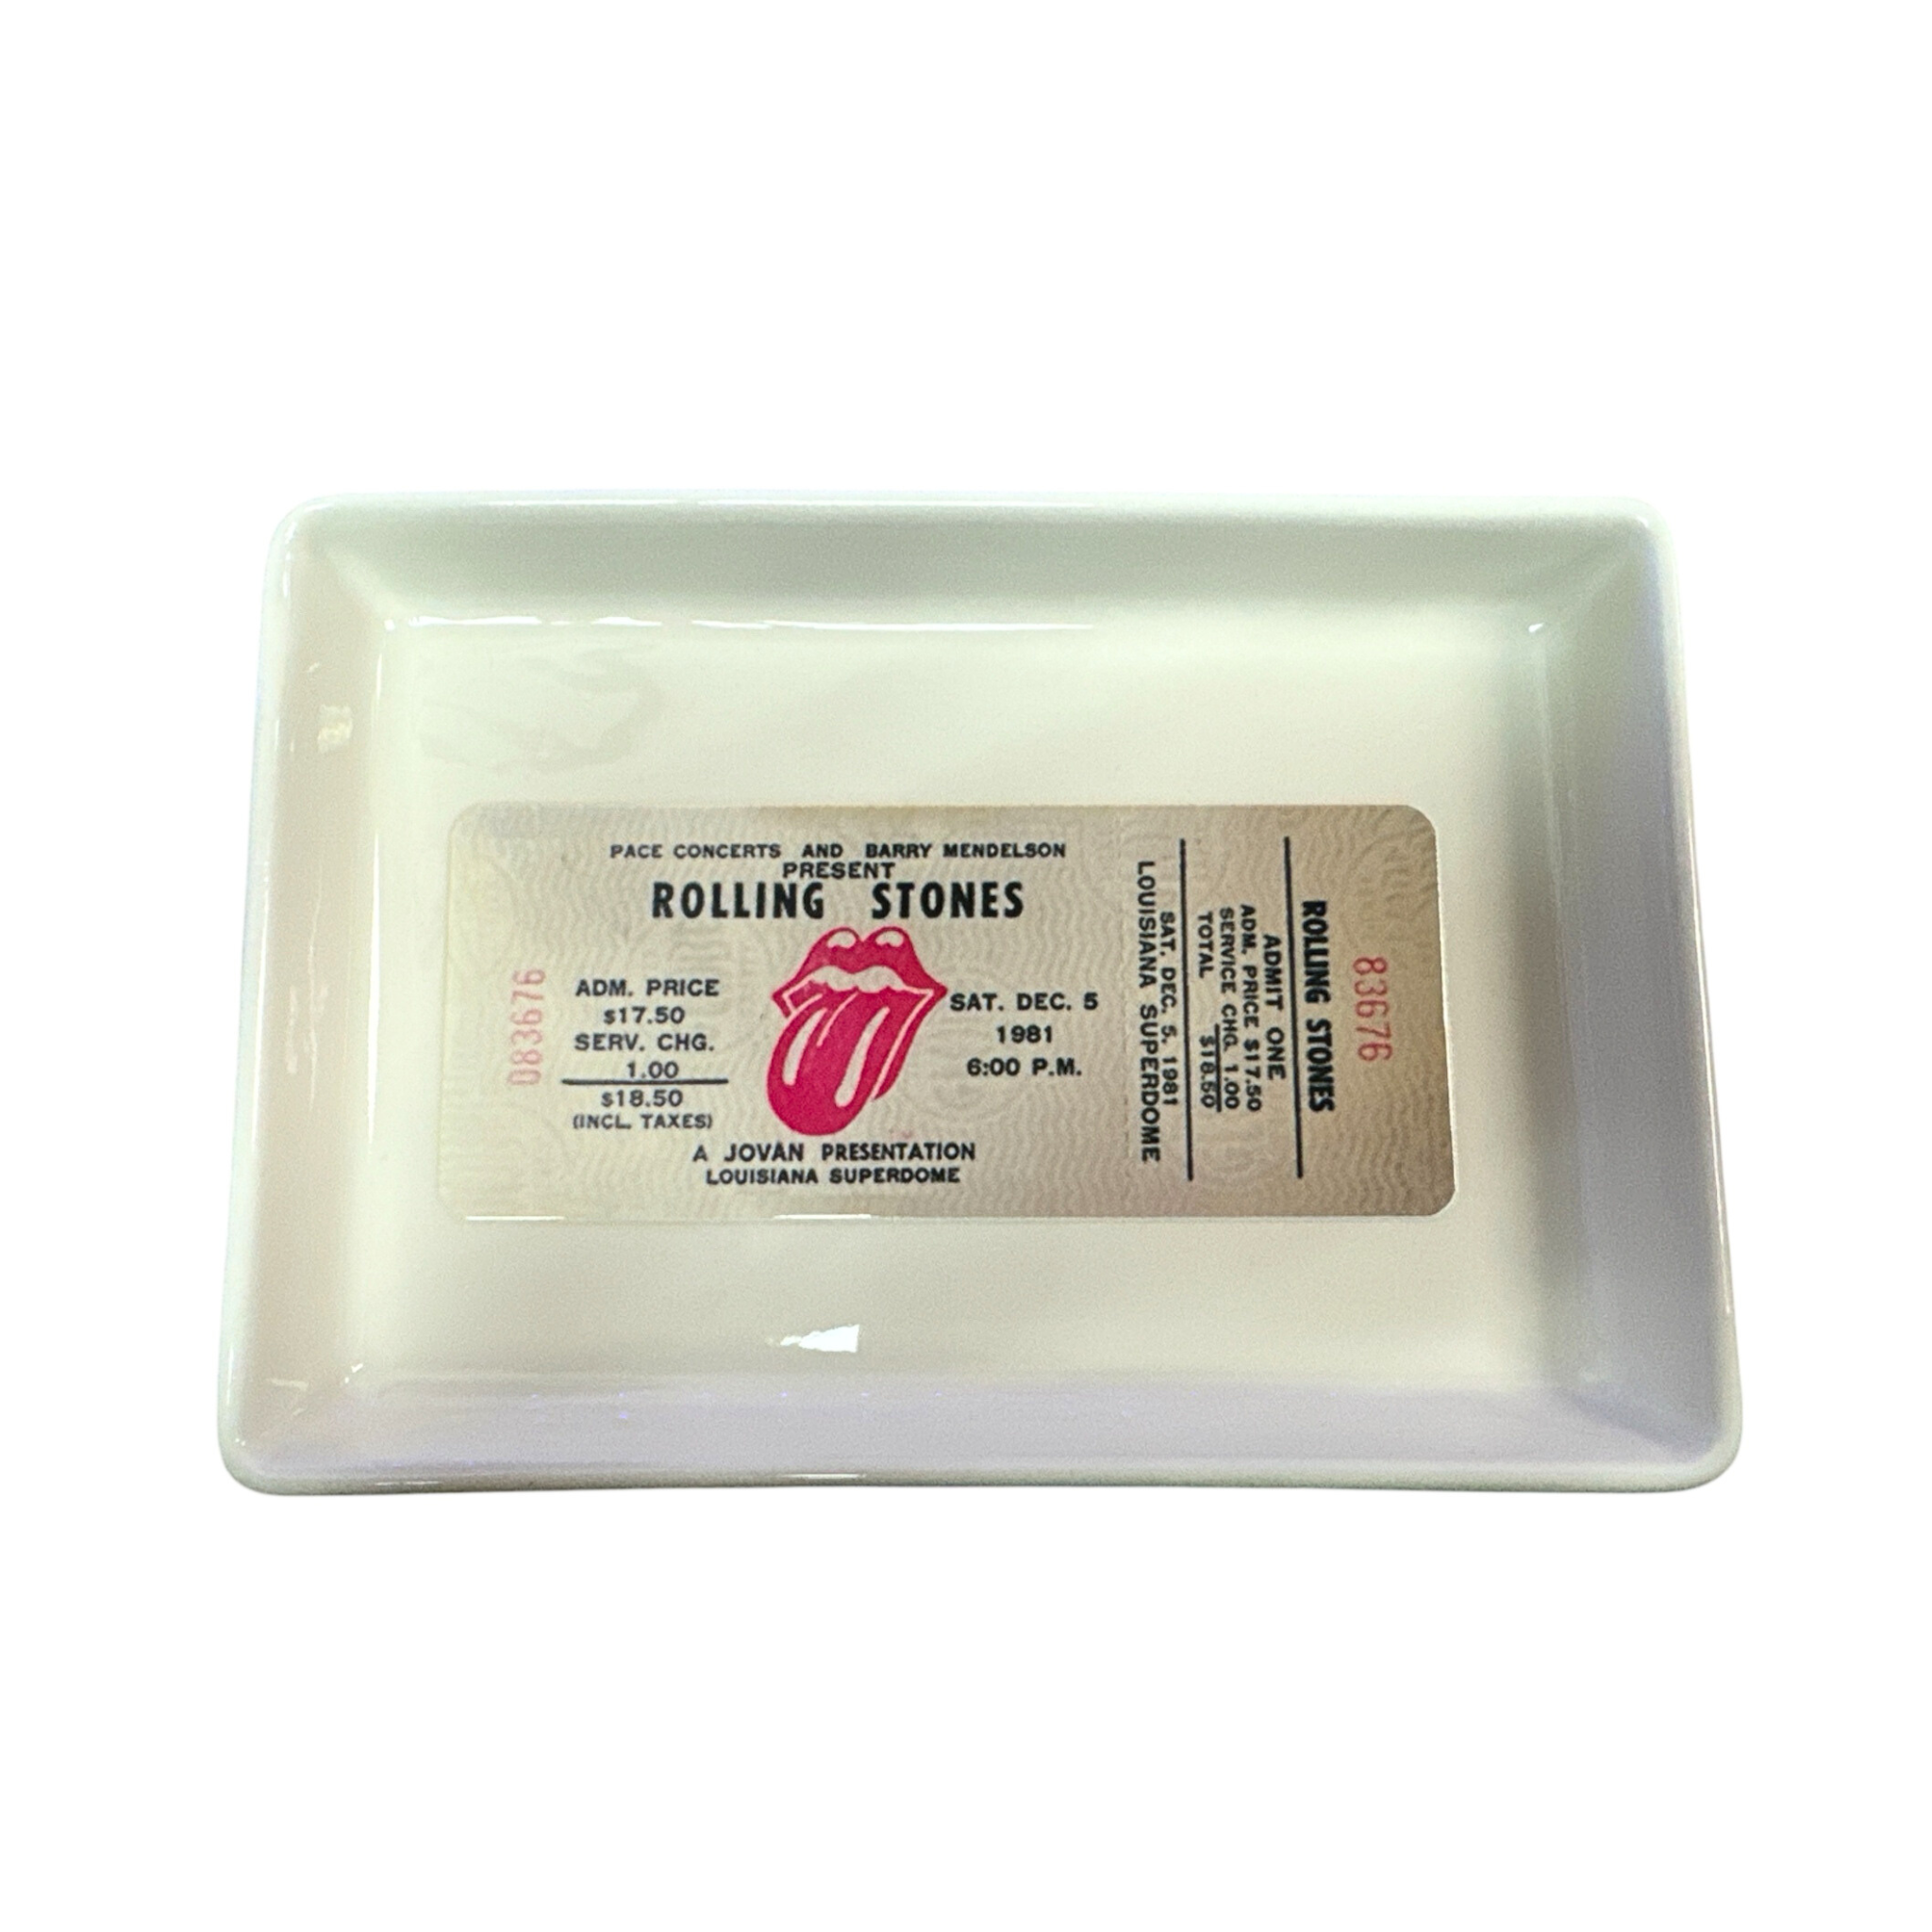 PACE CONCERTS AND BARRY MENDELSON
PRESENT
ROLLING STONES
083676
ADM. PRICE
$17.50
SERV. CHG.
1.00
$18.50
(INCL. TAXES)
SAT. DEC. 5
1981
6:00 P.M.
A JOVAN PRESENTATION
LOUISIANA SUPERDOME
83676
ROLLING STONES
ADMIT ONE
ADM. PRICE $17.50
SERVICE CHG. 1.00
TOTAL $18.50
SAT. DEC. 5, 1981
LOUISIANA SUPERDOME